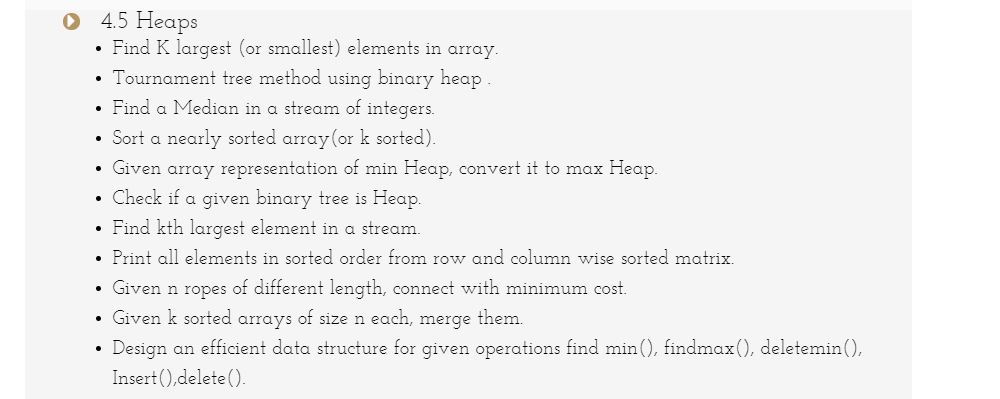 4.5 Heaps
• Find K largest (or smallest) elements in array.
• Tournament tree method using binary heap .
• Find a Median in a stream of integers.
• Sort a nearly sorted array(or k sorted).
• Given array representation of min Heap, convert it to max Heap.
• Check if a given binary tree is Heap.
• Find kth largest element in a stream.
• Print all elements in sorted order from row and column wise sorted matrix.
• Given n ropes of different length, connect with minimum cost.
• Given k sorted arrays of size n each, merge them.
• Design an efficient data structure for given operations find min(), findmax(), deletemin(),
Insert(),delete().